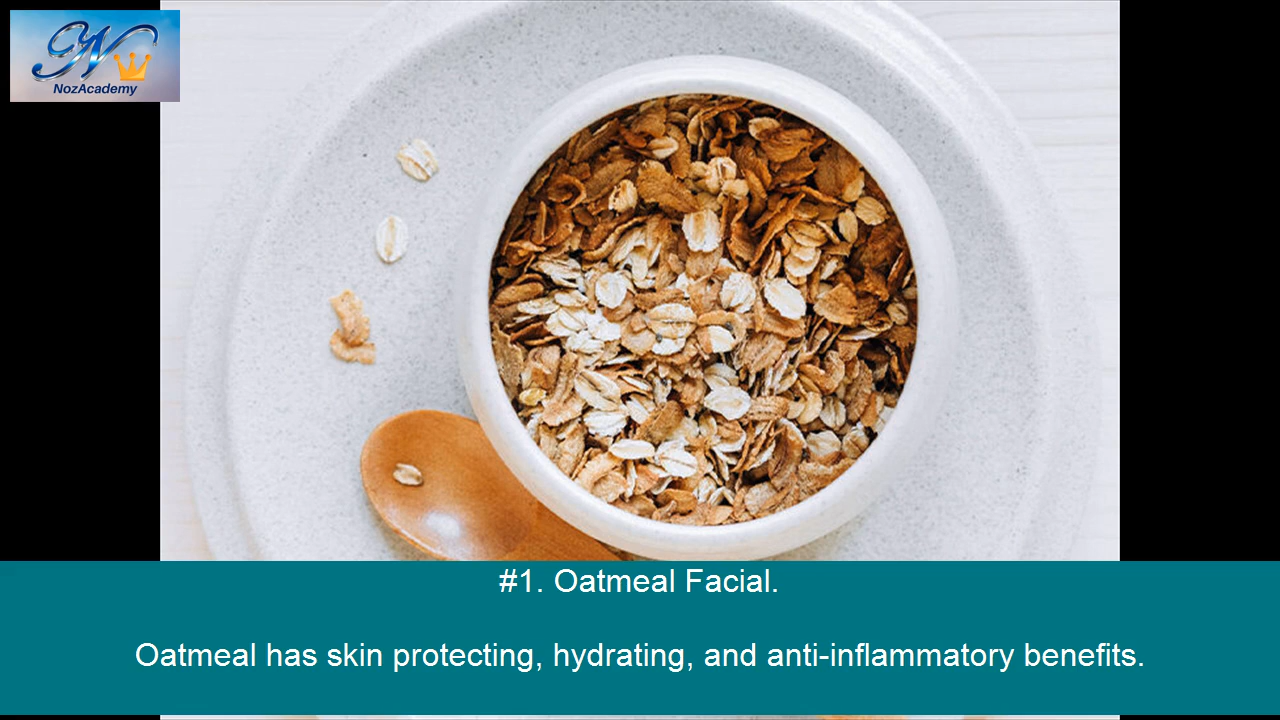 NozAcademy
#1. Oatmeal Facial.
Oatmeal has skin protecting, hydrating, and anti-inflammatory benefits.